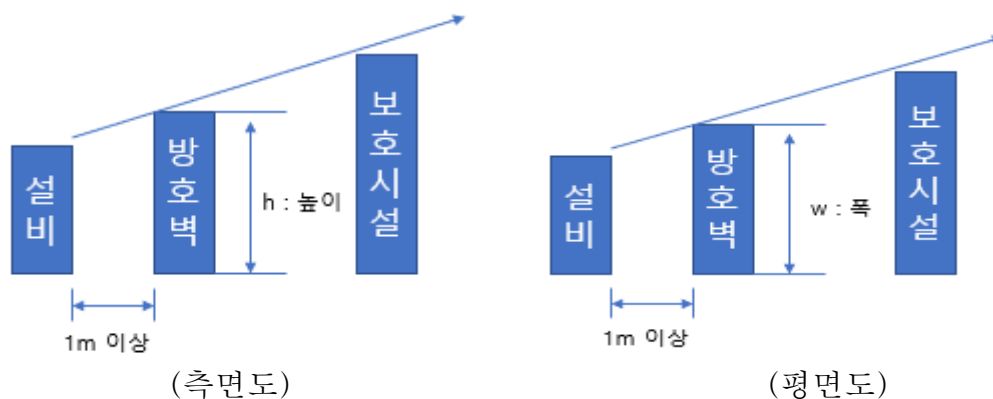 설비
방호벽
h : 높이
보호시설
1m 이상
(측면도)
설비
방호벽
w : 폭
보호시설
1m 이상
(평면도)